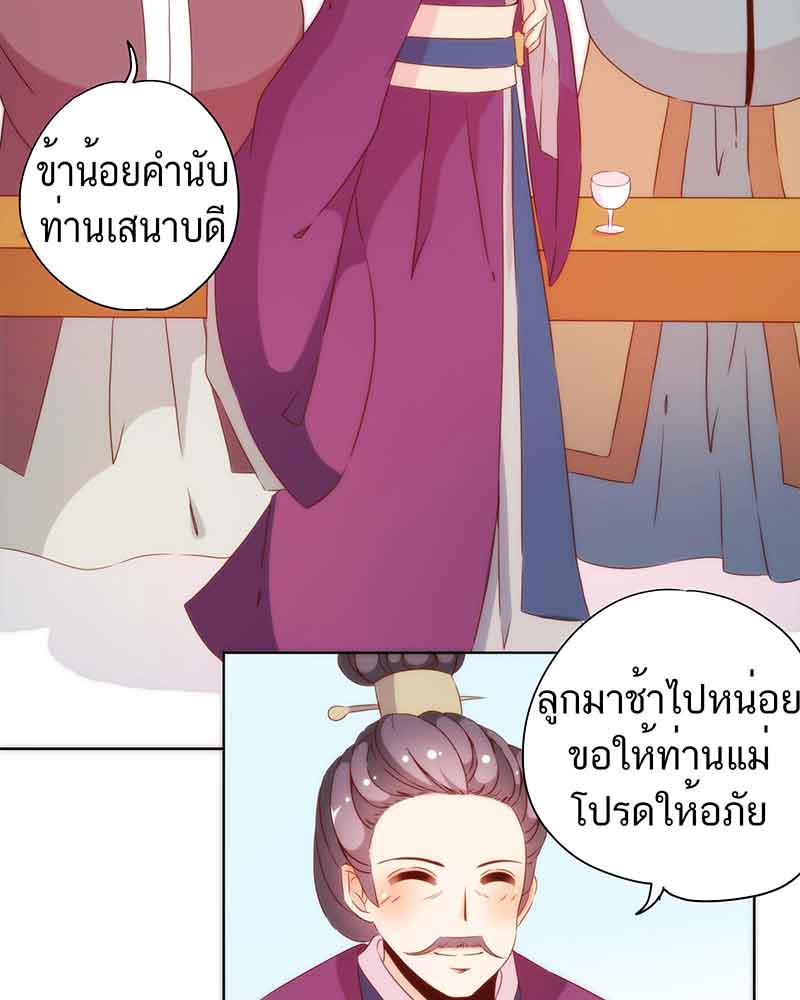 ข้าน้อยคำนับ
ท่านเสนาบดี
ลูกมาช้าไปหน่อย
ขอให้ท่านแม่
โปรดให้อภัย